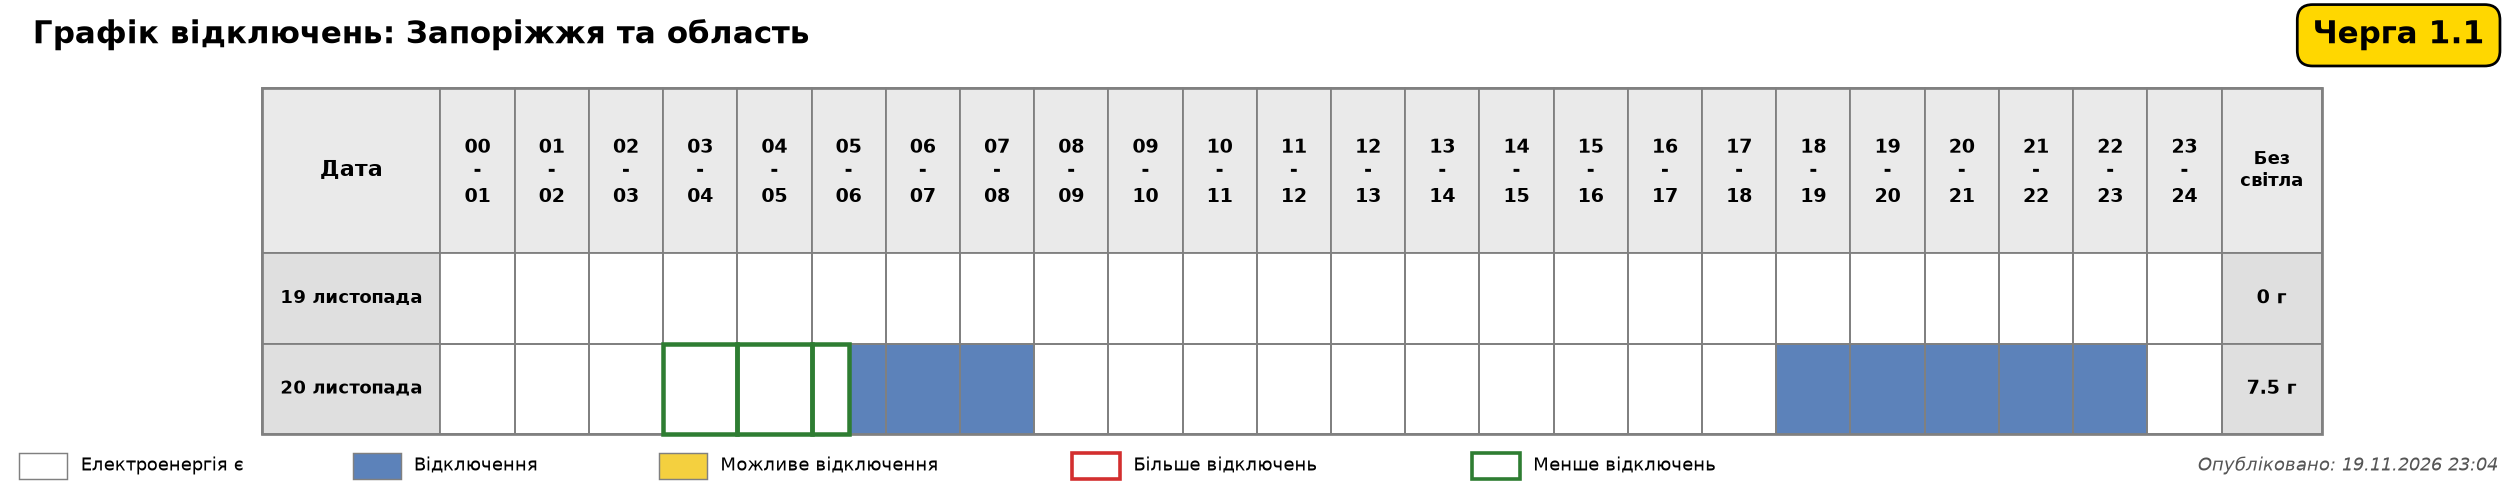 Графік відключень: Запоріжжя та область
Черга 1.1
Дата 00 - 01 01 - 02 02 - 03 03 - 04 04 - 05 05 - 06 06 - 07 07 - 08 08 - 09 09 - 10 10 - 11 11 - 12 12 - 13 13 - 14 14 - 15 15 - 16 16 - 17 17 - 18 18 - 19 19 - 20 20 - 21 21 - 22 22 - 23 23 - 24 Без світла
19 листопада 0 г
20 листопада 7.5 г
Електроенергія є Відключення Можливе відключення Більше відключень Менше відключень
Опубліковано: 19.11.2026 23:04